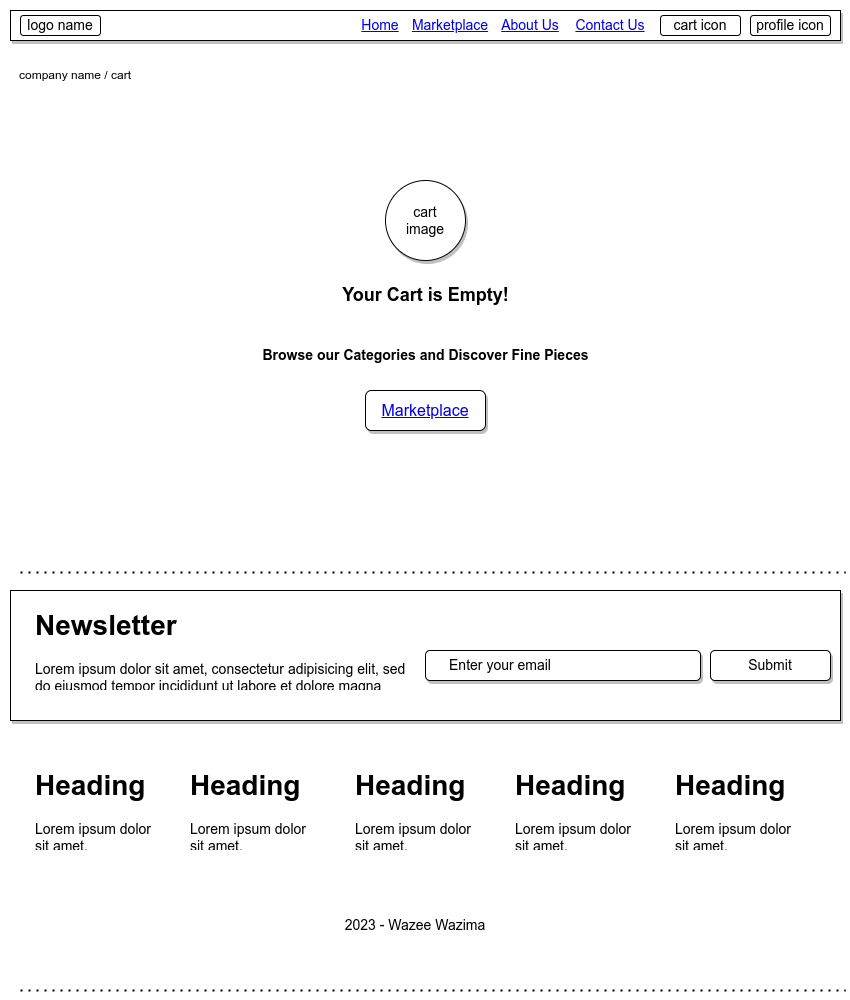 logo name
Home Marketplace About Us Contact Us cart icon profile icon
company name / cart
cart
image
Your Cart is Empty!
Browse our Categories and Discover Fine Pieces
Marketplace
Newsletter
Lorem ipsum dolor sit amet, consectetur adipisicing elit, sed
do eiusmod tempor incididunt ut labore et dolore magna
Enter your email
Submit
Heading
Lorem ipsum dolor
sit amet,
Heading
Lorem ipsum dolor
sit amet,
Heading
Lorem ipsum dolor
sit amet,
Heading
Lorem ipsum dolor
sit amet,
Heading
Lorem ipsum dolor
sit amet,
2023 - Wazee Wazima